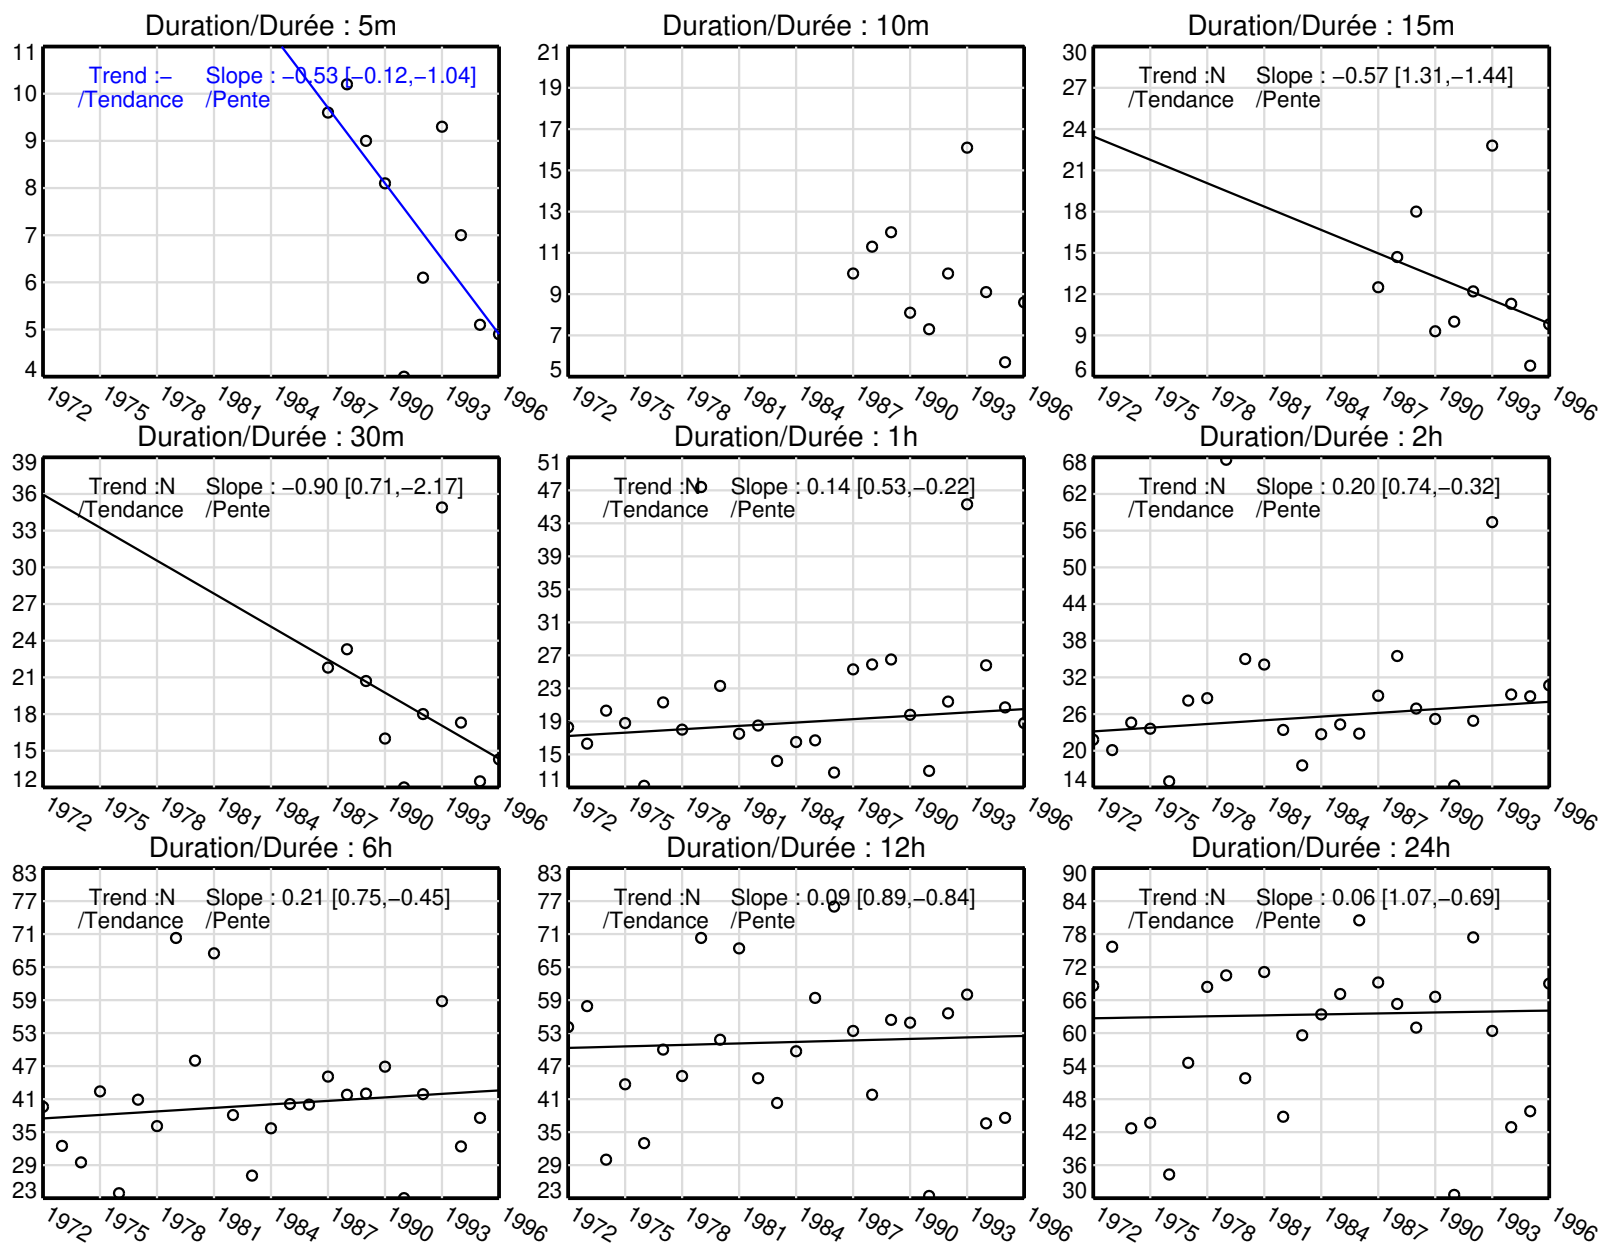 Duration/Durée : 5m
Trend :− Slope : −0.53 [−0.12,−1.04]
/Tendance /Pente
11
10
9
8
7
6
5
4
1972 1975 1978 1981 1984 1987 1990 1993 1996
Duration/Durée : 10m
21
19
17
15
13
11
9
7
5
1972 1975 1978 1981 1984 1987 1990 1993 1996
Duration/Durée : 15m
Trend :N Slope : −0.57 [1.31,−1.44]
/Tendance /Pente
30
27
24
21
18
15
12
9
6
1972 1975 1978 1981 1984 1987 1990 1993 1996
Duration/Durée : 30m
Trend :N Slope : −0.90 [0.71,−2.17]
/Tendance /Pente
39
36
33
30
27
24
21
18
15
12
1972 1975 1978 1981 1984 1987 1990 1993 1996
Duration/Durée : 1h
Trend :N Slope : 0.14 [0.53,−0.22]
/Tendance /Pente
51
47
43
39
35
31
27
23
19
15
11
1972 1975 1978 1981 1984 1987 1990 1993 1996
Duration/Durée : 2h
Trend :N Slope : 0.20 [0.74,−0.32]
/Tendance /Pente
68
62
56
50
44
38
32
26
20
14
1972 1975 1978 1981 1984 1987 1990 1993 1996
Duration/Durée : 6h
Trend :N Slope : 0.21 [0.75,−0.45]
/Tendance /Pente
83
77
71
65
59
53
47
41
35
29
23
1972 1975 1978 1981 1984 1987 1990 1993 1996
Duration/Durée : 12h
Trend :N Slope : 0.09 [0.89,−0.84]
/Tendance /Pente
83
77
71
65
59
53
47
41
35
29
23
1972 1975 1978 1981 1984 1987 1990 1993 1996
Duration/Durée : 24h
Trend :N Slope : 0.06 [1.07,−0.69]
/Tendance /Pente
90
84
78
72
66
60
54
48
42
36
30
1972 1975 1978 1981 1984 1987 1990 1993 1996